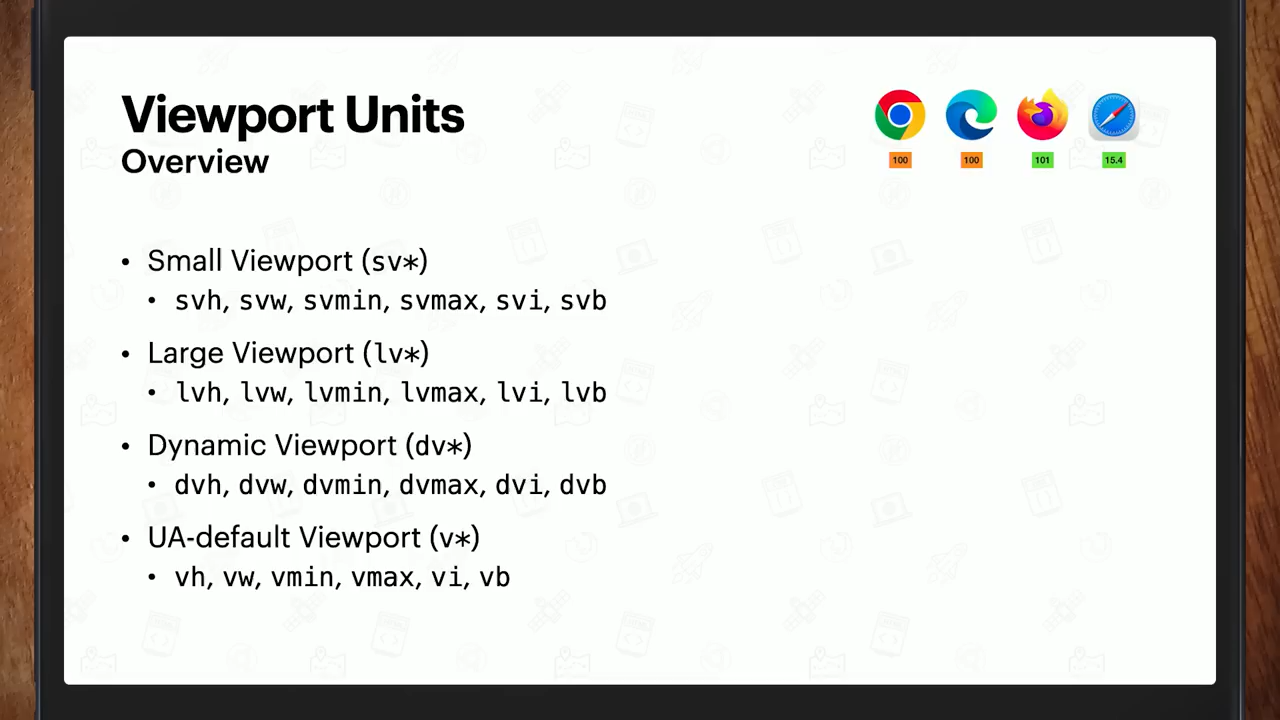 Viewport Units
Overview
100
100
101
15.4
• Small Viewport (sv*)
• svh, svw, svmin, svmax, svi, svb
• Large Viewport (lv*)
• lvh, lvw, lvmin, lvmax, lvi, lvb
• Dynamic Viewport (dv*)
• dvh, dvw, dvmin, dvmax, dvi, dvb
• UA-default Viewport (v*)
• vh, vw, vmin, vmax, vi, vb